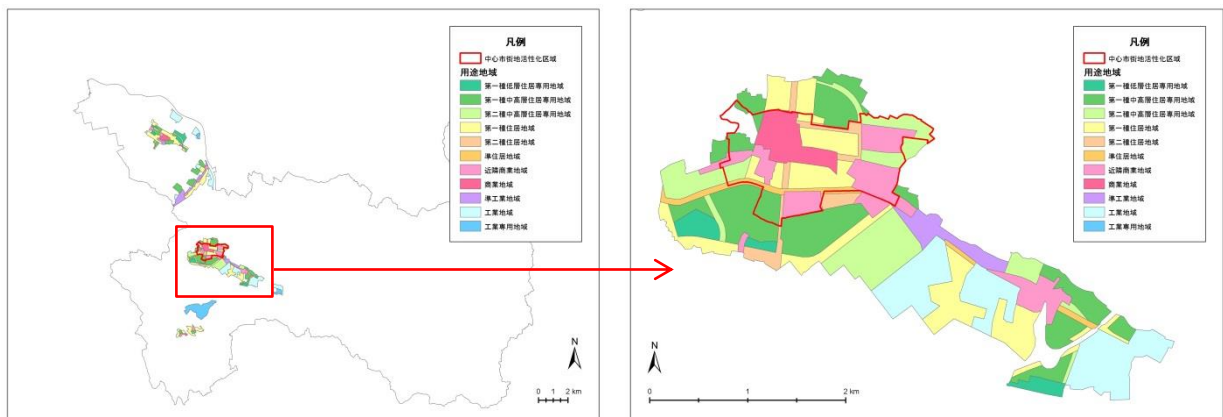 凡例
中心市街地活性化区域
用途地域
第一種低層住居専用地域
第一種中高層住居専用地域
第二種中高層住居専用地域
第一種住居地域
第二種住居地域
準住居地域
近隣商業地域
商業地域
準工業地域
工業地域
工業専用地域
N
0 1 2 km
凡例
中心市街地活性化区域
用途地域
第一種低層住居専用地域
第一種中高層住居専用地域
第二種中高層住居専用地域
第一種住居地域
第二種住居地域
準住居地域
近隣商業地域
商業地域
準工業地域
工業地域
工業専用地域
N
0 1 2 km